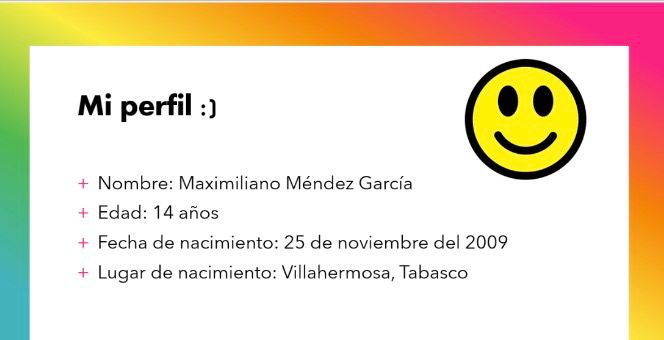 Mi perfil :)
+ Nombre: Maximiliano Méndez García
+ Edad: 14 años
+ Fecha de nacimiento: 25 de noviembre del 2009
+ Lugar de nacimiento: Villahermosa, Tabasco